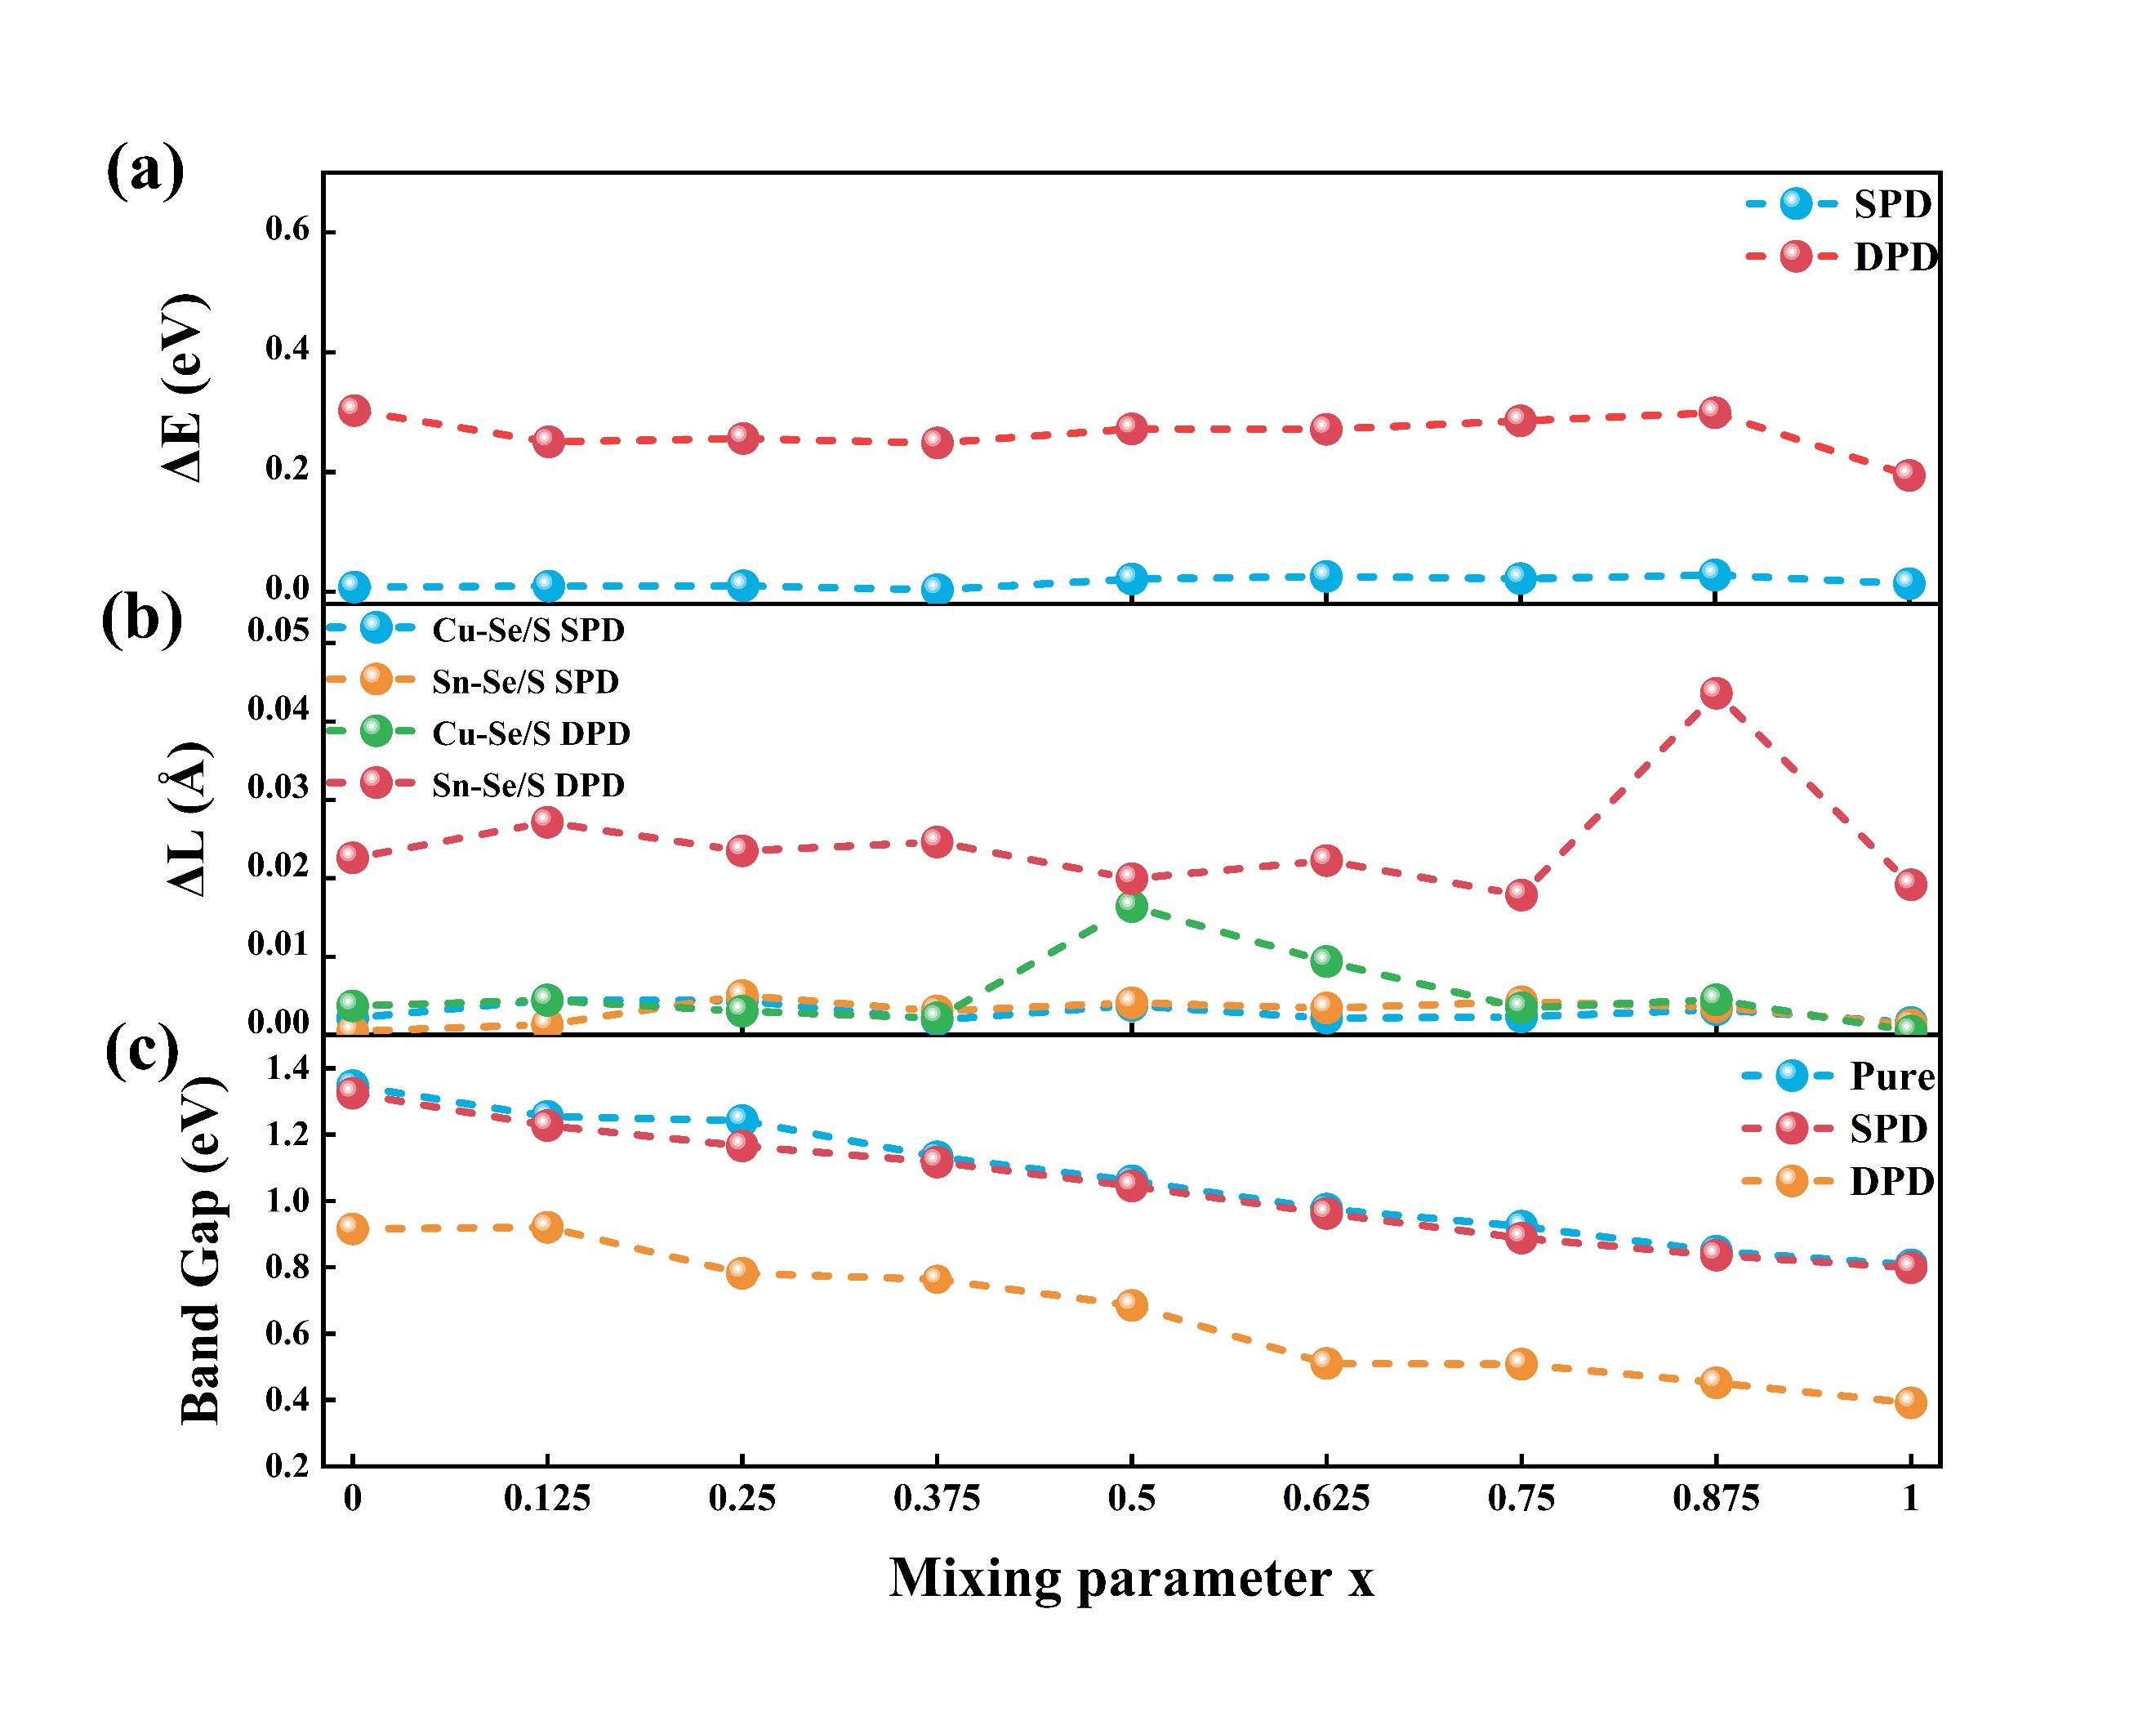 (a)
ΔE (eV)
0.6
0.4
0.2
0.0
SPD
DPD
(b)
ΔL (Å)
0.05
0.04
0.03
0.02
0.01
0.00
Cu-Se/S SPD
Sn-Se/S SPD
Cu-Se/S DPD
Sn-Se/S DPD
(c)
Band Gap (eV)
1.4
1.2
1.0
0.8
0.6
0.4
0.2
Pure
SPD
DPD
0 0.125 0.25 0.375 0.5 0.625 0.75 0.875 1
Mixing parameter x